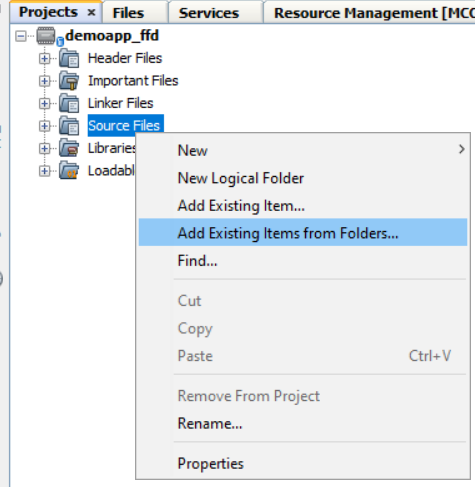 Projects × Files Services Resource Management [MCC
demoapp_ffd
Header Files
Important Files
Linker Files
Source Files
Libraries
Loadabl
New >
New Logical Folder
Add Existing Item...
Add Existing Items from Folders...
Find...
Cut
Copy
Paste Ctrl+V
Remove From Project
Rename...
Properties